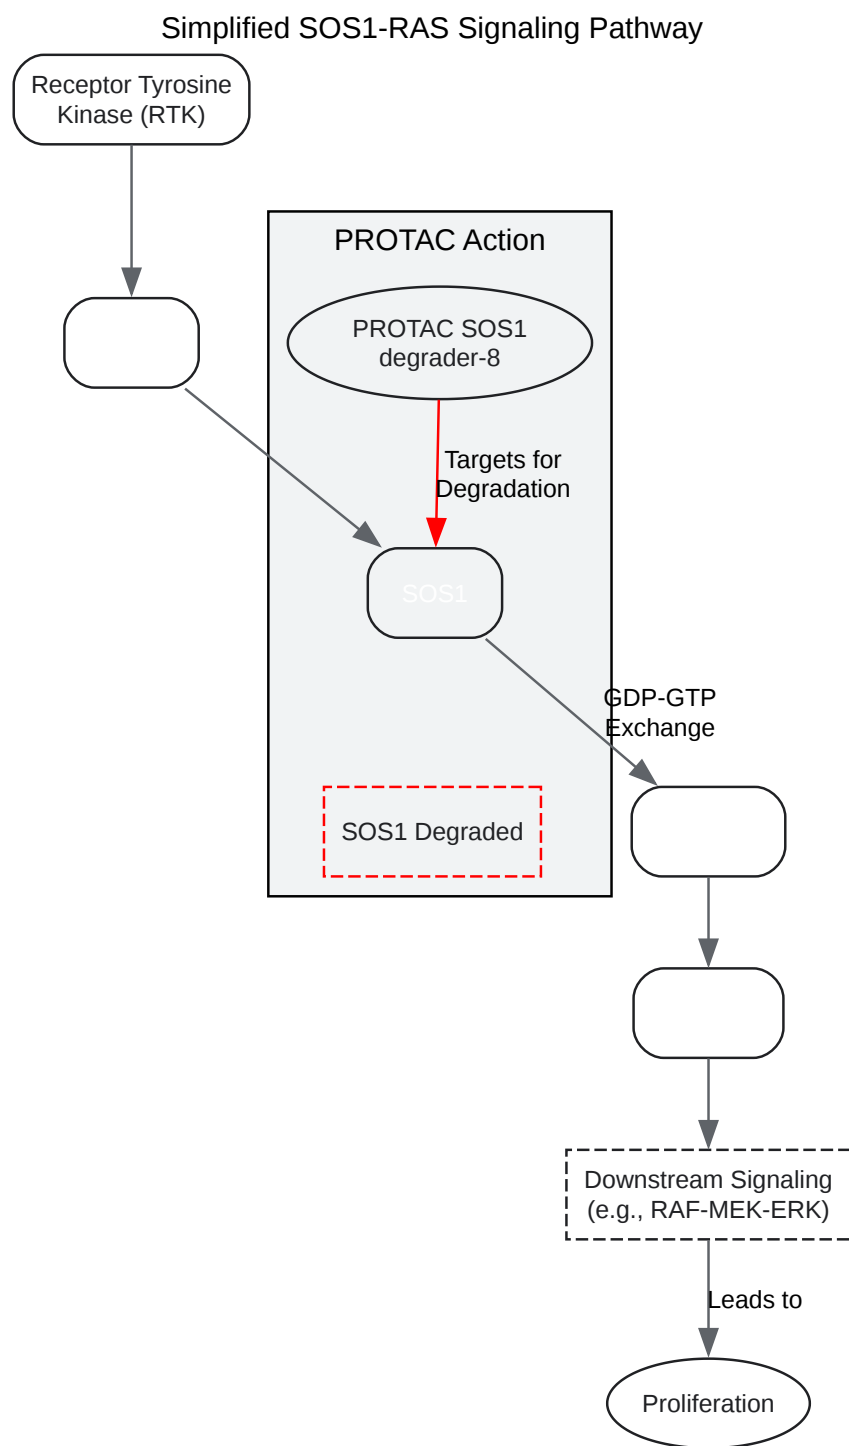 Simplified SOS1-RAS Signaling Pathway
Receptor Tyrosine
Kinase (RTK)
PROTAC Action
PROTAC SOS1
degrader-8
Targets for
Degradation
SOS1
GDP-GTP
Exchange
SOS1 Degraded
Downstream Signaling
(e.g., RAF-MEK-ERK)
Leads to
Proliferation